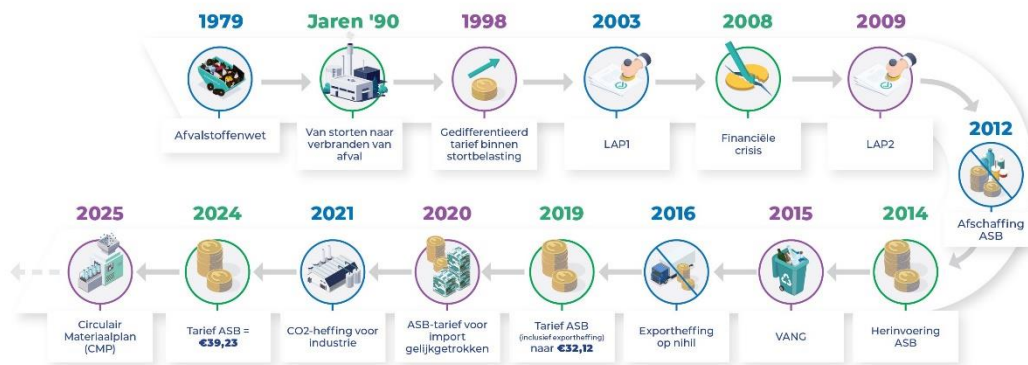 1979
Afvalstoffenwet
Jaren '90
Van storten naar
verbranden van
afval
1998
Gedifferentieerd
tarief binnen
stortbelasting
2003
LAP1
2008
Financiële
crisis
2009
LAP2
2012
Afschaffing
ASB
2014
Herinvoering
ASB
2015
VANG
2016
Exportheffing
op nihil
2019
Tarief ASB
(inclusief exportheffing)
naar €32,12
2020
ASB-tarief voor
import
gelijkgetrokken
2021
CO2-heffing voor
industrie
2024
Tarief ASB =
€39,23
2025
Circulair
Materiaalplan
(CMP)